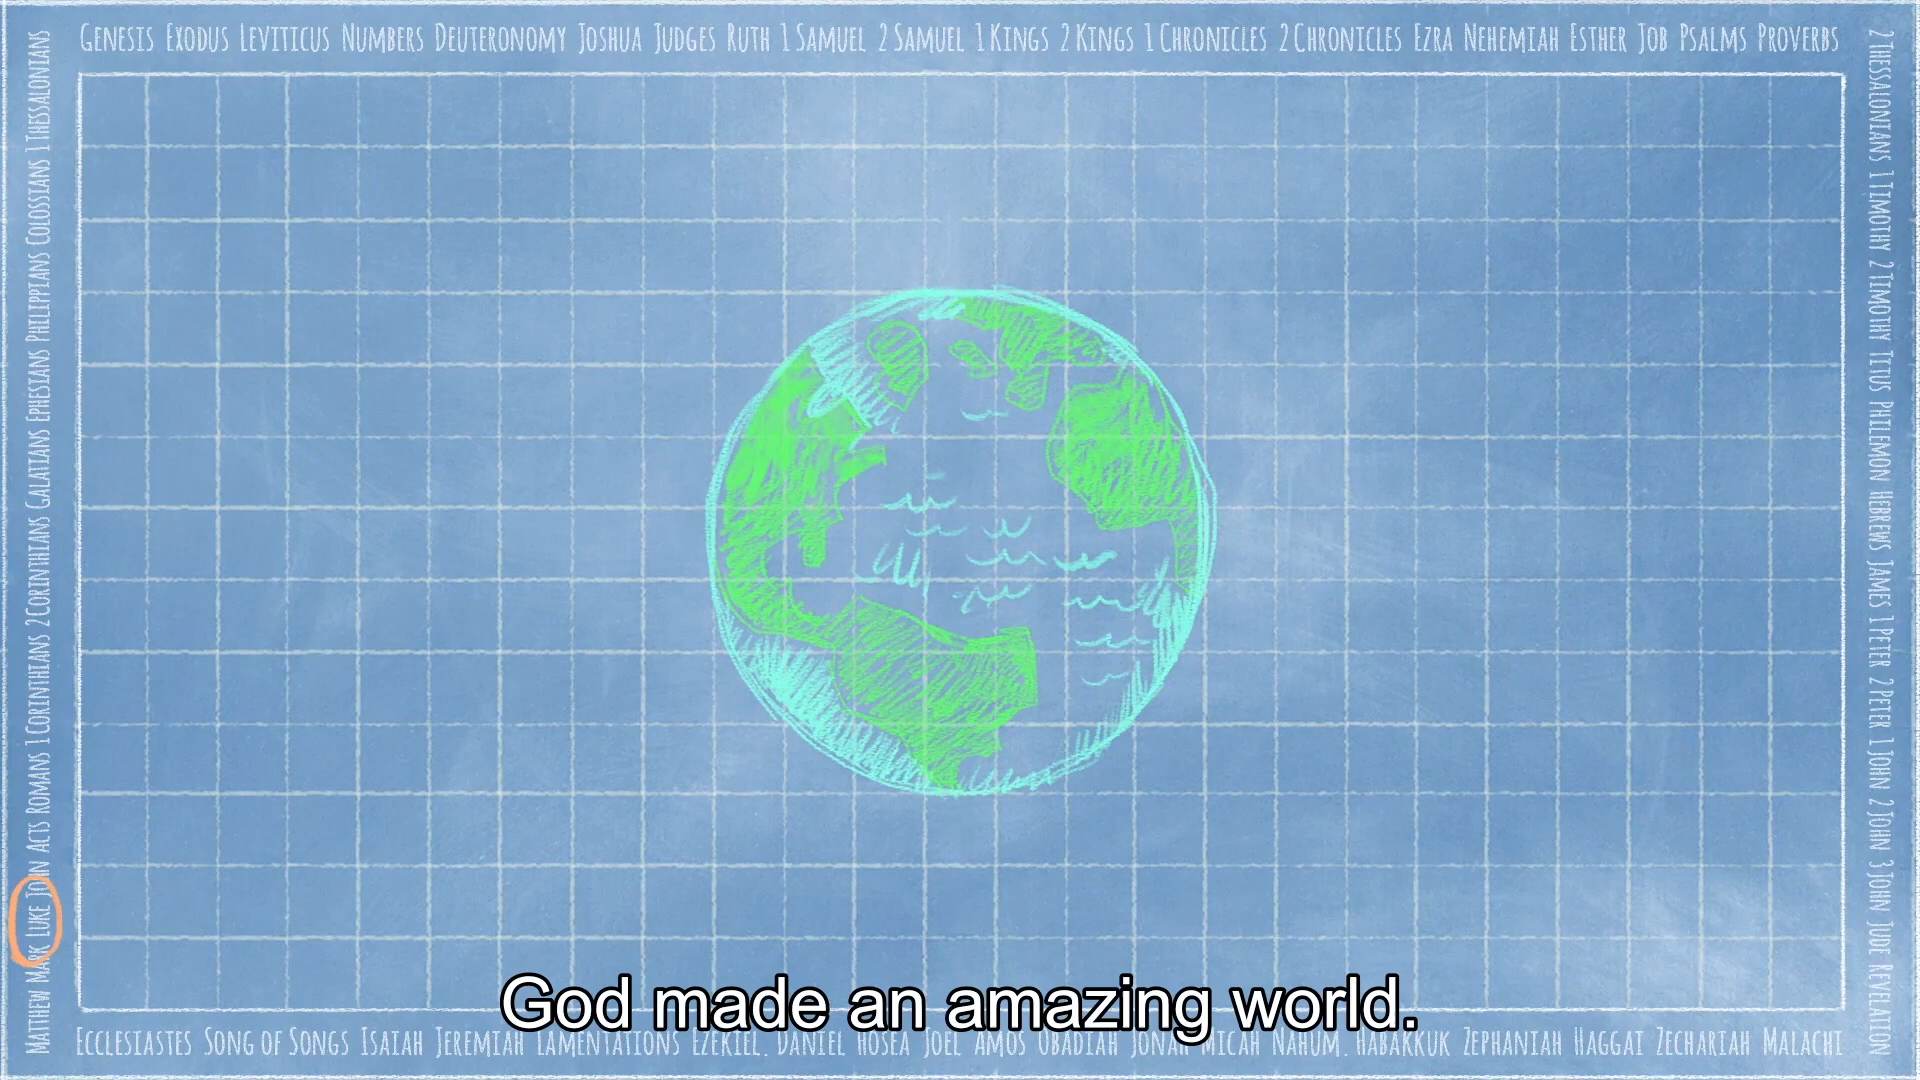 Genesis Exodus Leviticus Numbers Deuteronomy Joshua Judges Ruth 1 Samuel 2 Samuel 1 Kings 2 Kings 1 Chronicles 2 Chronicles Ezra Nehemiah Esther Job Psalms Proverbs
Matthew Mark Luke John Acts Romans 1 Corinthians 2 Corinthians Galatians Ephesians Philippians Colossians 1 Thessalonians
2 Thessalonians 1 Timothy 2 Timothy Titus Philemon Hebrews James 1 Peter 2 Peter 1 John 2 John 3 John Jude Revelation
God made an amazing world.
Ecclesiastes Song of Songs Isaiah Jeremiah Lamentations Ezekiel Daniel Hosea Joel Amos Obadiah Jonah Micah Nahum Habakkuk Zephaniah Haggai Zechariah Malachi